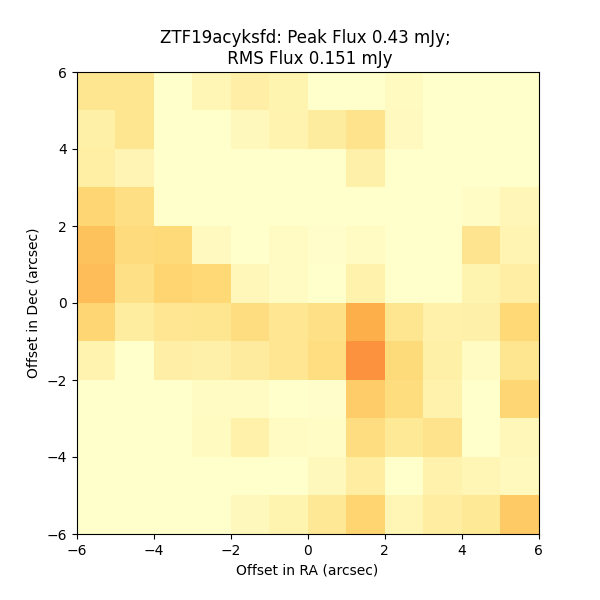 ZTF19acyksfd: Peak Flux 0.43 mJy;
RMS Flux 0.151 mJy
6
4
2
0
−2
−4
−6
Offset in Dec (arcsec)
−6 −4 −2 0 2 4 6
Offset in RA (arcsec)